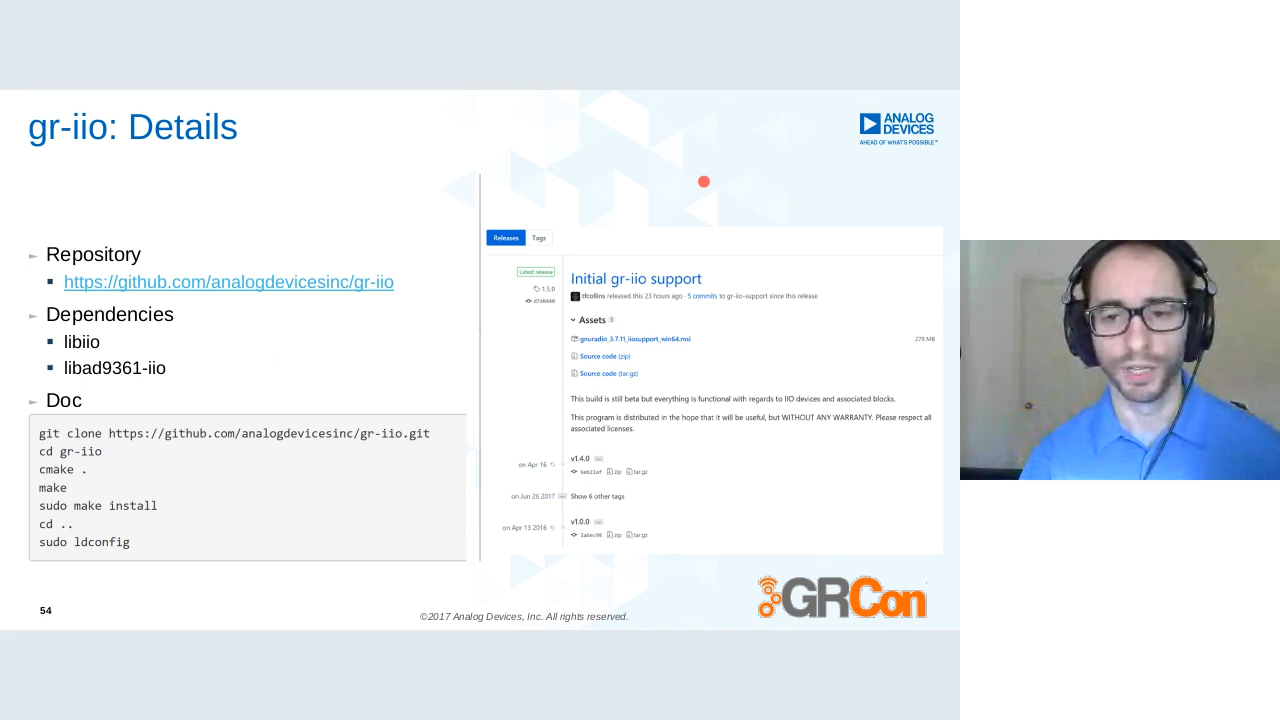 gr-iio: Details
ANALOG
DEVICES
AHEAD OF WHAT'S POSSIBLE™
► Repository
▪ https://github.com/analogdevicesinc/gr-iio
► Dependencies
▪ libiio
▪ libad9361-iio
► Doc
git clone https://github.com/analogdevicesinc/gr-iio.git
cd gr-iio
cmake .
make
sudo make install
cd ..
sudo ldconfig
Releases Tags
Latest release
1.5.0
Initial gr-iio support
tfcollins released this 23 hours ago · 5 commits to gr-iio-support since this release
Assets 3
gnuradio_3.7.11_iiosupport_win64.msi 278 MB
Source code (zip)
Source code (tar.gz)
This build is still beta but everything is functional with regards to IIO devices and associated blocks.
This program is distributed in the hope that it will be useful, but WITHOUT ANY WARRANTY. Please respect all
associated licenses.
on Apr 16 v1.4.0
zip tar.gz
on Jun 26 2017 Show 6 other tags
on Apr 13 2016 v1.0.0
zip tar.gz
54
©2017 Analog Devices, Inc. All rights reserved.
GRCon